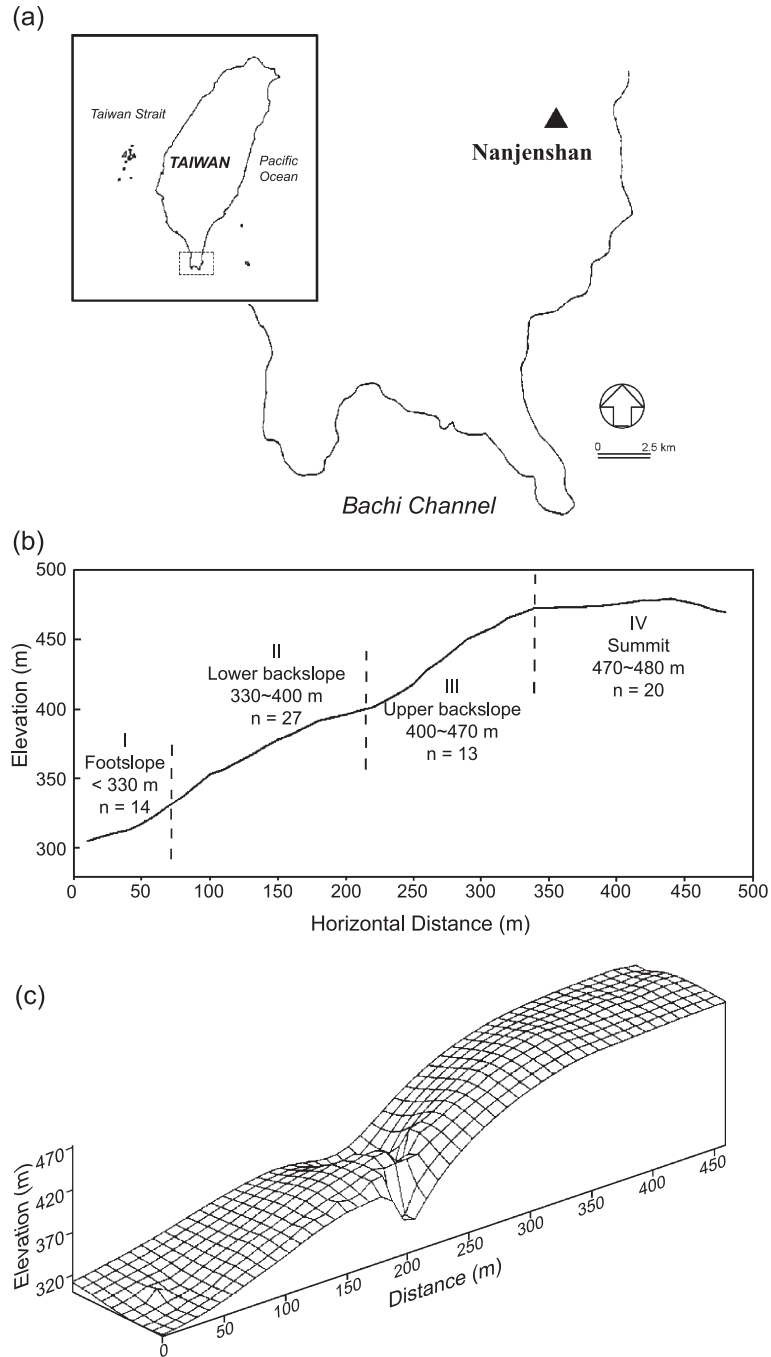 (a)
Taiwan Strait
TAIWAN
Pacific
Ocean
Nanjenshan
0 2.5 km
Bachi Channel
(b)
500
450
400
350
300
Elevation (m)
I
Footslope
< 330 m
n = 14
II
Lower backslope
330~400 m
n = 27
III
Upper backslope
400~470 m
n = 13
IV
Summit
470~480 m
n = 20
0 50 100 150 200 250 300 350 400 450 500
Horizontal Distance (m)
(c)
470
420
370
320
Elevation (m)
0 50 100 150 200 250 300 350 400 450
Distance (m)